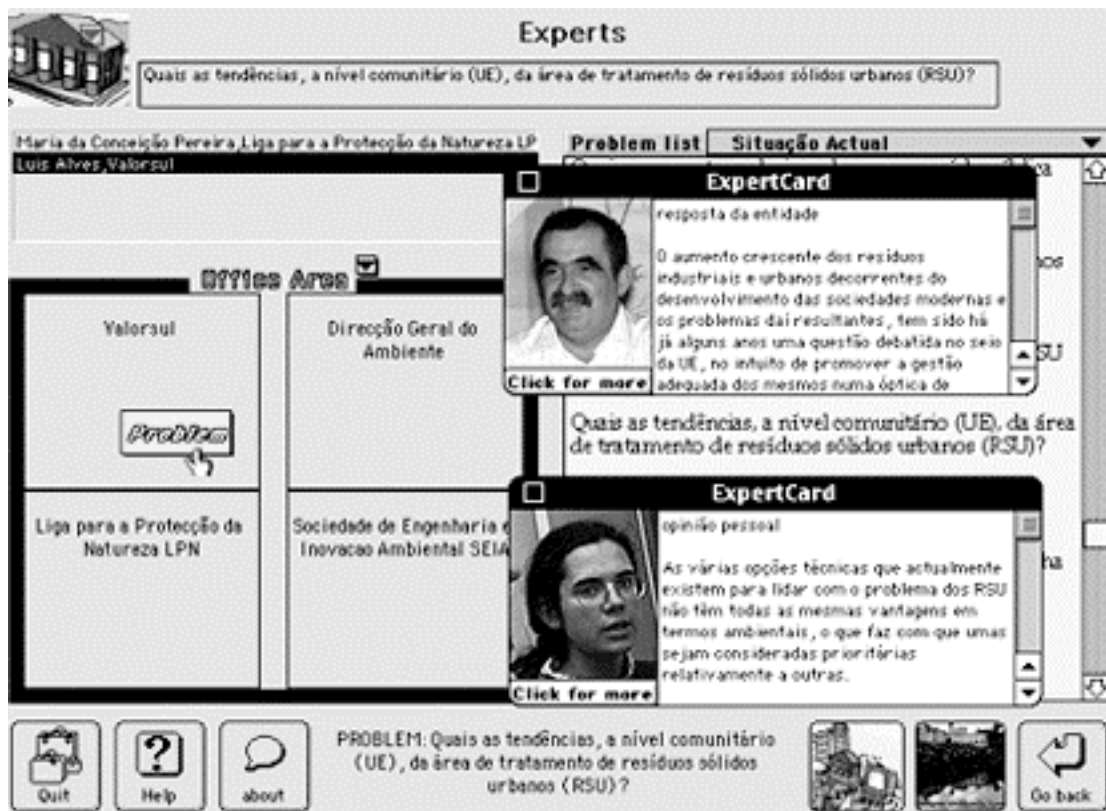 Experts
Quais as tendências, a nível comunitário (UE), da área de tratamento de resíduos sólidos urbanos (RSU)?
Maria da Conceição Pereira,Liga para a Protecção da Natureza LP
Luis Alves,Valorsul
Problem list
Situação Actual
ExpertCard
resposta da entidade
O aumento crescente dos resíduos
industriais e urbanos decorrentes do
desenvolvimento das sociedades modernas e
os problemas daí resultantes, tem sido há
já alguns anos uma questão debatida no seio
da UE, no intuito de promover a gestão
adequada dos mesmos numa óptica de
Click for more
Office Area
Valorsul
Direcção Geral do
Ambiente
Problem
Liga para a Protecção da
Natureza LPN
Sociedade de Engenharia e
Inovacao Ambiental SEIA
Quais as tendências, a nível comunitário (UE), da área
de tratamento de resíduos sólidos urbanos (RSU)?
ExpertCard
opinião pessoal
As várias opções técnicas que actualmente
existem para lidar com o problema dos RSU
não têm todas as mesmas vantagens em
termos ambientais, o que faz com que umas
sejam consideradas prioritárias
relativamente a outras.
Click for more
Quit
Help
about
PROBLEM: Quais as tendências, a nível comunitário
(UE), da área de tratamento de resíduos sólidos
urbanos (RSU)?
Go back